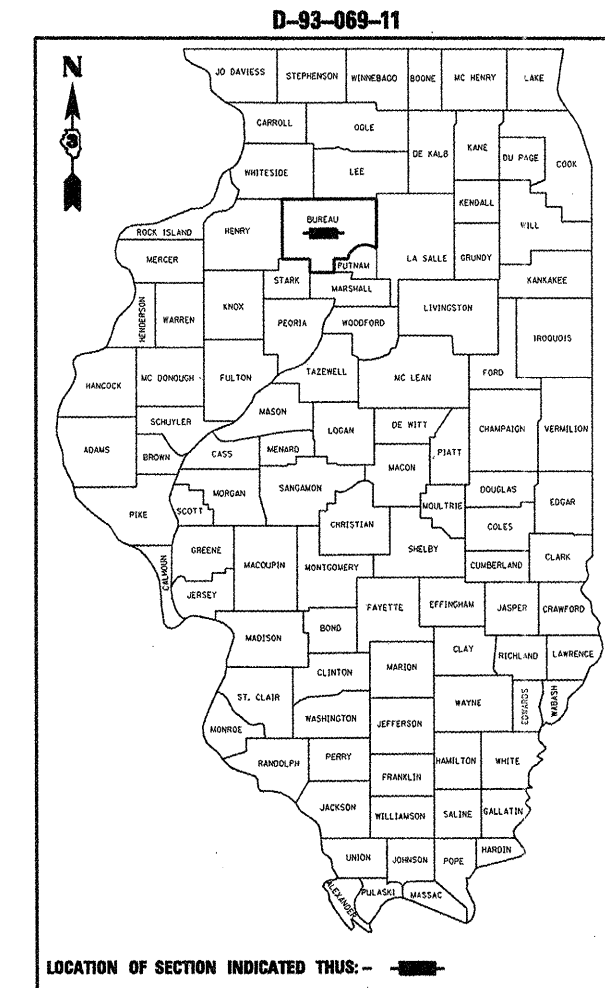 D-93-069-11
N
3
JO DAVIESS STEPHENSON WINNEBAGO BOONE MC HENRY LAKE
CARROLL OGLE DE KALB KANE DU PAGE COOK
WHITESIDE LEE
KENDALL WILL
ROCK ISLAND HENRY BUREAU LA SALLE GRUNDY
MERCER PUTNAM
STARK MARSHALL KANKAKEE
HENDERSON WARREN KNOX PEORIA WOODFORD LIVINGSTON IROQUOIS
HANCOCK MC DONOUGH FULTON TAZEWELL MC LEAN FORD
SCHUYLER MASON LOGAN DE WITT CHAMPAIGN VERMILION
ADAMS BROWN CASS MENARD MACON PIATT
PIKE SCOTT MORGAN SANGAMON MOULTRIE DOUGLAS EDGAR
CHRISTIAN COLES
CALHOUN GREENE MACOUPIN MONTGOMERY SHELBY CUMBERLAND CLARK
JERSEY FAYETTE EFFINGHAM JASPER CRAWFORD
MADISON BOND
CLAY RICHLAND LAWRENCE
CLINTON MARION
ST. CLAIR WAYNE EDWARDS WABASH
MONROE WASHINGTON JEFFERSON
RANDOLPH PERRY HAMILTON WHITE
FRANKLIN
JACKSON WILLIAMSON SALINE GALLATIN
UNION JOHNSON POPE HARDIN
ALEXANDER PULASKI MASSAC
LOCATION OF SECTION INDICATED THUS:-